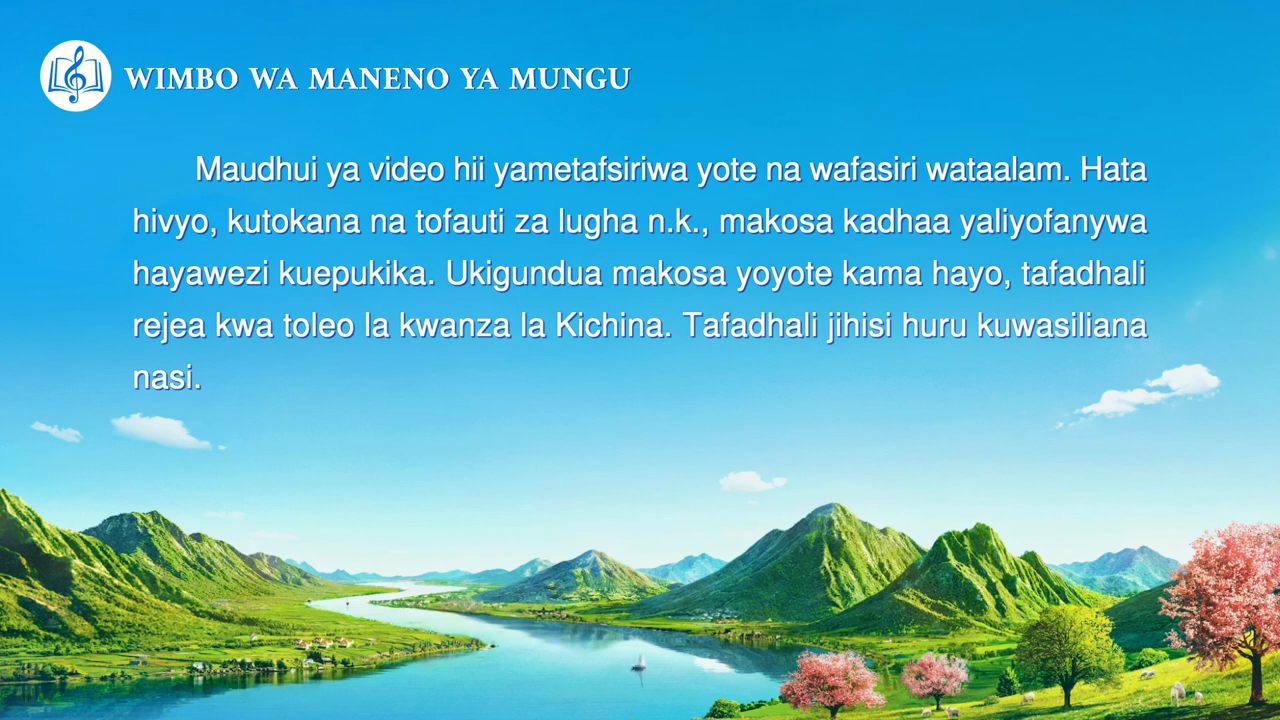 WIMBO WA MANENO YA MUNGU
Maudhui ya video hii yametafsiriwa yote na wafasiri wataalam. Hata
hivyo, kutokana na tofauti za lugha n.k., makosa kadhaa yaliyofanywa
hayawezi kuepukika. Ukigundua makosa yoyote kama hayo, tafadhali
rejea kwa toleo la kwanza la Kichina. Tafadhali jihisi huru kuwasiliana
nasi.